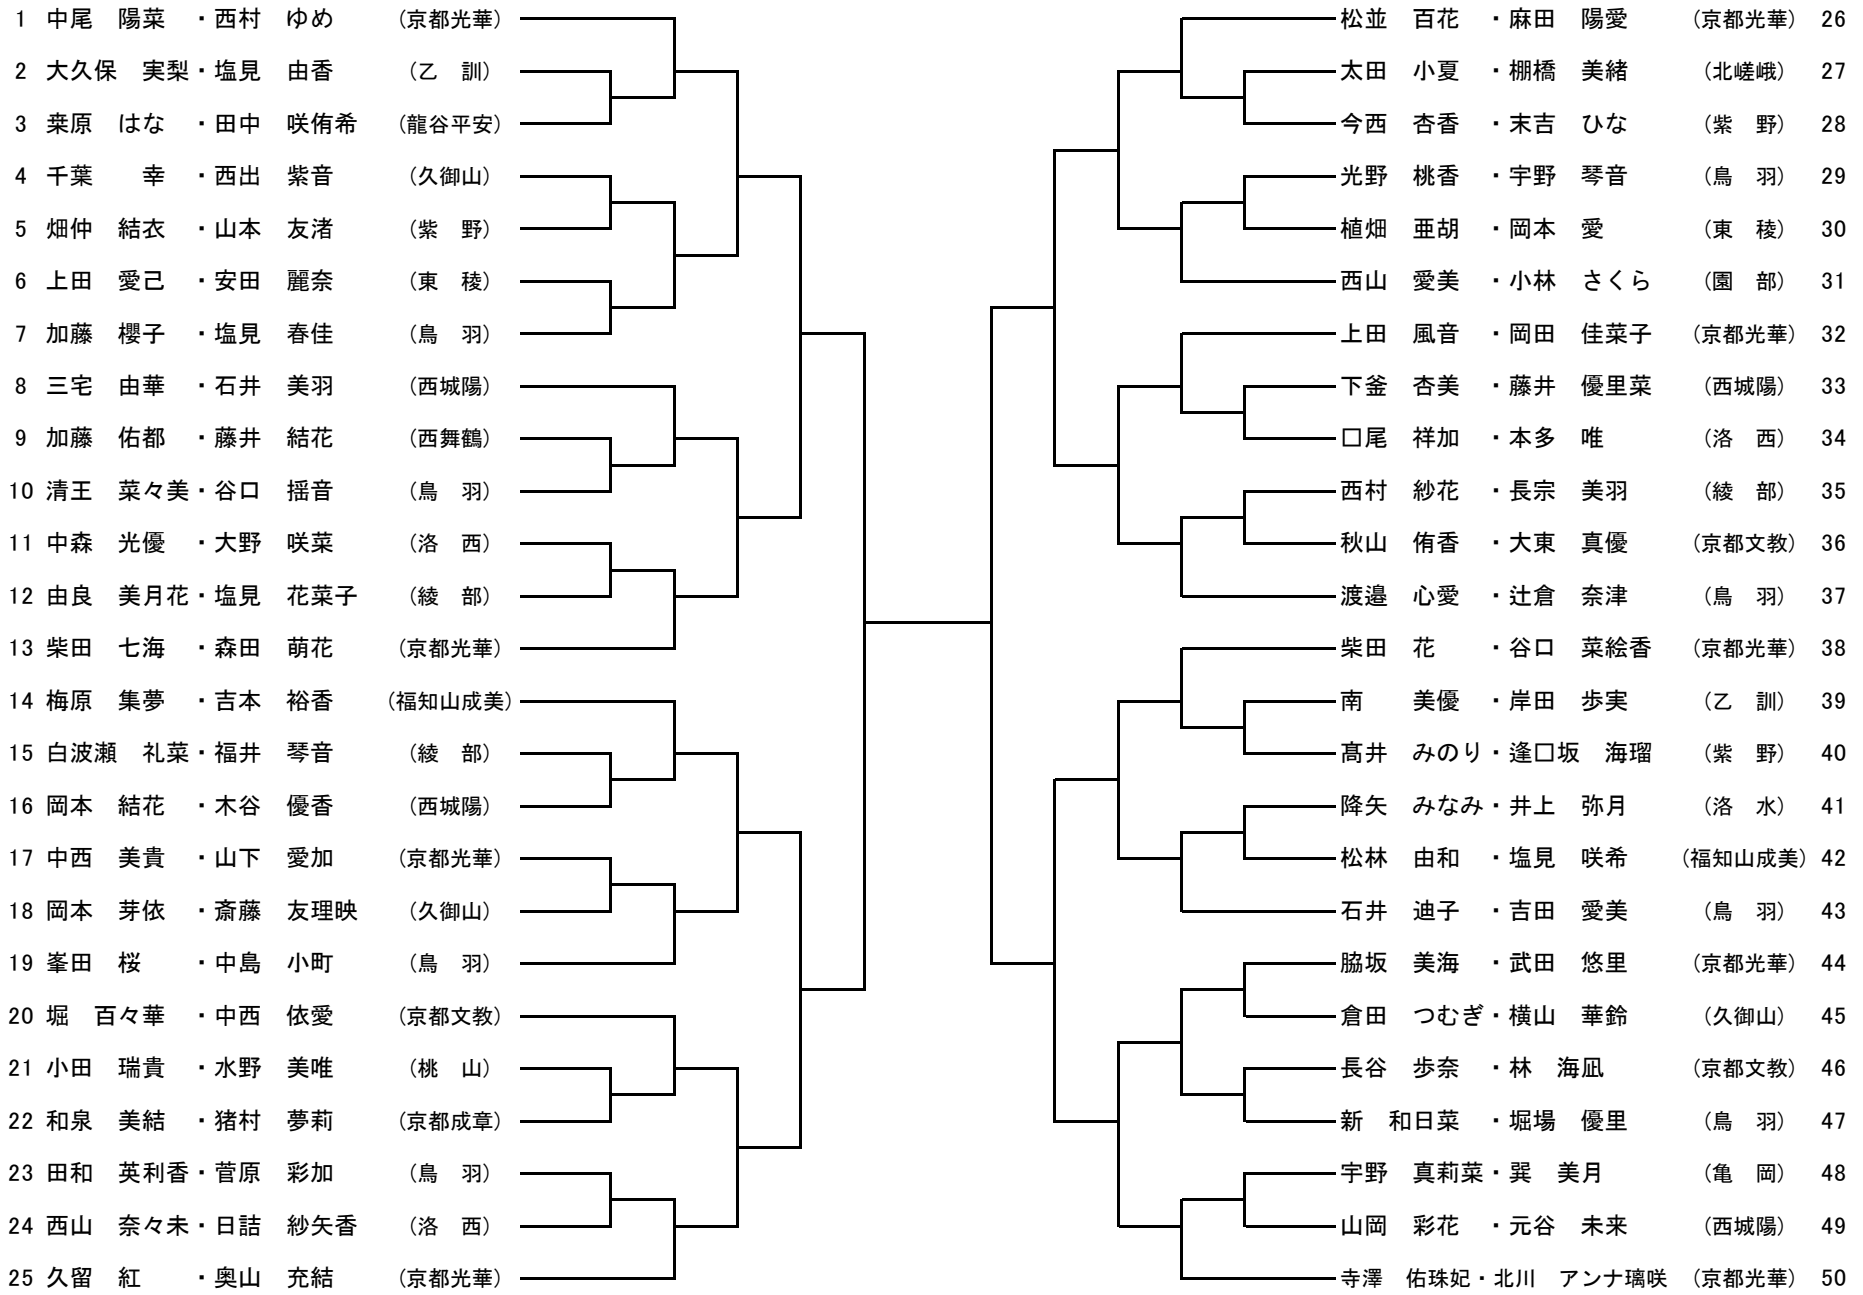 1 中尾 陽菜 ・西村 ゆめ (京都光華)
2 大久保 実梨・塩見 由香 (乙 訓)
3 桒原 はな ・田中 咲侑希 (龍谷平安)
4 千葉 幸 ・西出 紫音 (久御山)
5 畑仲 結衣 ・山本 友渚 (紫 野)
6 上田 愛己 ・安田 麗奈 (東 稜)
7 加藤 櫻子 ・塩見 春佳 (鳥 羽)
8 三宅 由華 ・石井 美羽 (西城陽)
9 加藤 佑都 ・藤井 結花 (西舞鶴)
10 清王 菜々美・谷口 揺音 (鳥 羽)
11 中森 光優 ・大野 咲菜 (洛 西)
12 由良 美月花・塩見 花菜子 (綾 部)
13 柴田 七海 ・森田 萌花 (京都光華)
14 梅原 集夢 ・吉本 裕香 (福知山成美)
15 白波瀬 礼菜・福井 琴音 (綾 部)
16 岡本 結花 ・木谷 優香 (西城陽)
17 中西 美貴 ・山下 愛加 (京都光華)
18 岡本 芽依 ・斎藤 友理映 (久御山)
19 峯田 桜 ・中島 小町 (鳥 羽)
20 堀 百々華 ・中西 依愛 (京都文教)
21 小田 瑞貴 ・水野 美唯 (桃 山)
22 和泉 美結 ・猪村 夢莉 (京都成章)
23 田和 英利香・菅原 彩加 (鳥 羽)
24 西山 奈々未・日詰 紗矢香 (洛 西)
25 久留 紅 ・奥山 充結 (京都光華)
松並 百花 ・麻田 陽愛 (京都光華) 26
太田 小夏 ・棚橋 美緒 (北嵯峨) 27
今西 杏香 ・末吉 ひな (紫 野) 28
光野 桃香 ・宇野 琴音 (鳥 羽) 29
植畑 亜胡 ・岡本 愛 (東 稜) 30
西山 愛美 ・小林 さくら (園 部) 31
上田 風音 ・岡田 佳菜子 (京都光華) 32
下釜 杏美 ・藤井 優里菜 (西城陽) 33
□尾 祥加 ・本多 唯 (洛 西) 34
西村 紗花 ・長宗 美羽 (綾 部) 35
秋山 侑香 ・大東 真優 (京都文教) 36
渡邉 心愛 ・辻倉 奈津 (鳥 羽) 37
柴田 花 ・谷口 菜絵香 (京都光華) 38
南 美優 ・岸田 歩実 (乙 訓) 39
髙井 みのり・逢□坂 海瑠 (紫 野) 40
降矢 みなみ・井上 弥月 (洛 水) 41
松林 由和 ・塩見 咲希 (福知山成美) 42
石井 迪子 ・吉田 愛美 (鳥 羽) 43
脇坂 美海 ・武田 悠里 (京都光華) 44
倉田 つむぎ・横山 華鈴 (久御山) 45
長谷 歩奈 ・林 海凪 (京都文教) 46
新 和日菜 ・堀場 優里 (鳥 羽) 47
宇野 真莉菜・巽 美月 (亀 岡) 48
山岡 彩花 ・元谷 未来 (西城陽) 49
寺澤 佑珠妃・北川 アンナ璃咲 (京都光華) 50